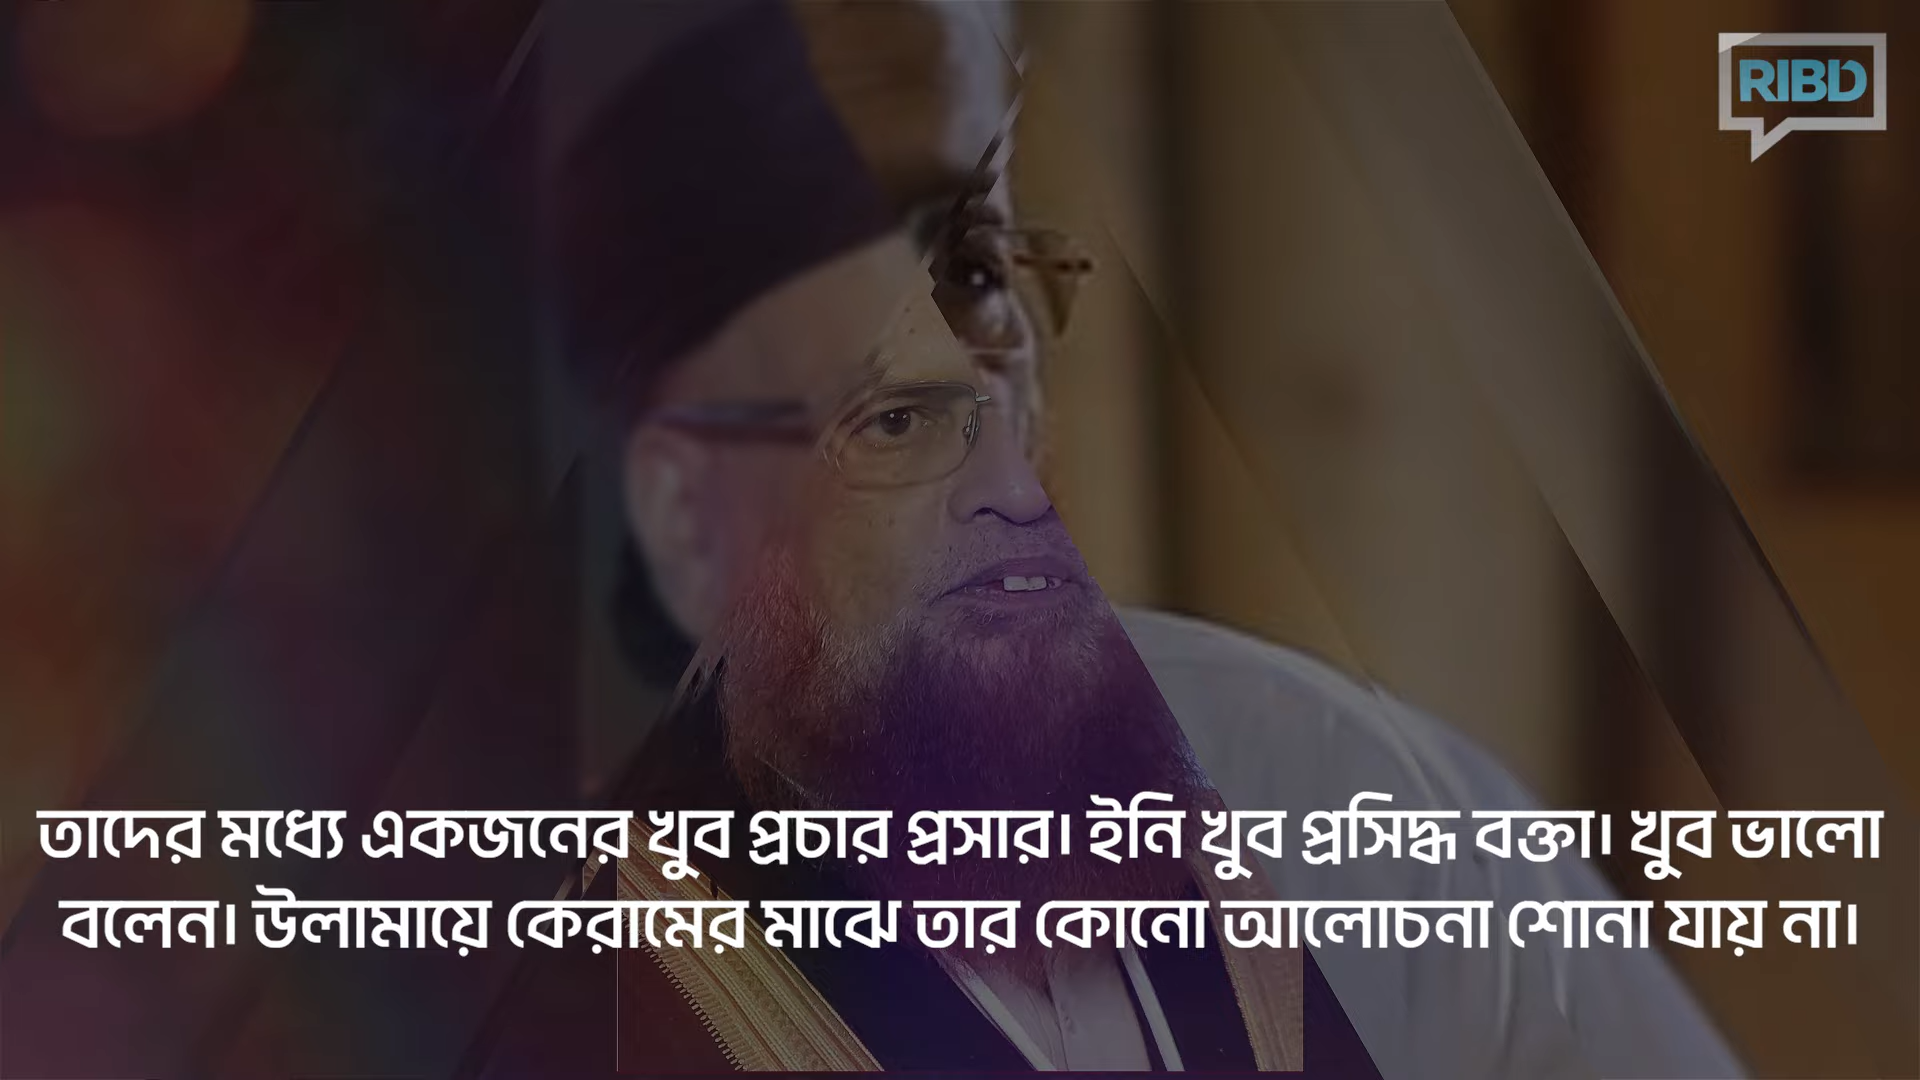 RIBD
তাদের মধ্যে একজনের খুব প্রচার প্রসার। ইনি খুব প্রসিদ্ধ বক্তা। খুব ভালো
বলেন। উলামায়ে কেরামের মাঝে তার কোনো আলোচনা শোনা যায় না।